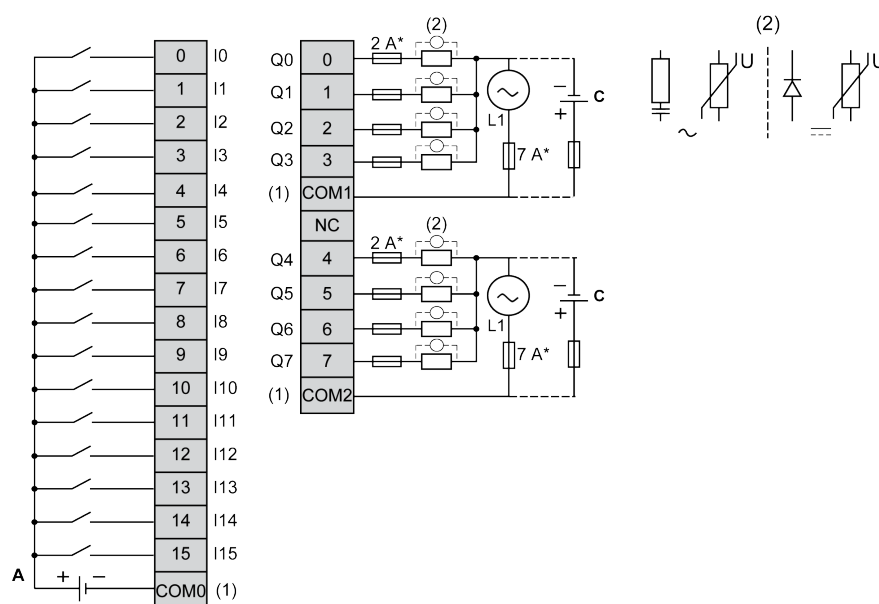 0 I0
1 I1
2 I2
3 I3
4 I4
5 I5
6 I6
7 I7
8 I8
9 I9
10 I10
11 I11
12 I12
13 I13
14 I14
15 I15
A + − COM0 (1)
(2)
2 A*
Q0 0
Q1 1
Q2 2
Q3 3
(1) COM1
L1
7 A*
− + C
NC
(2)
2 A*
Q4 4
Q5 5
Q6 6
Q7 7
(1) COM2
L1
7 A*
− + C
(2)
U
U